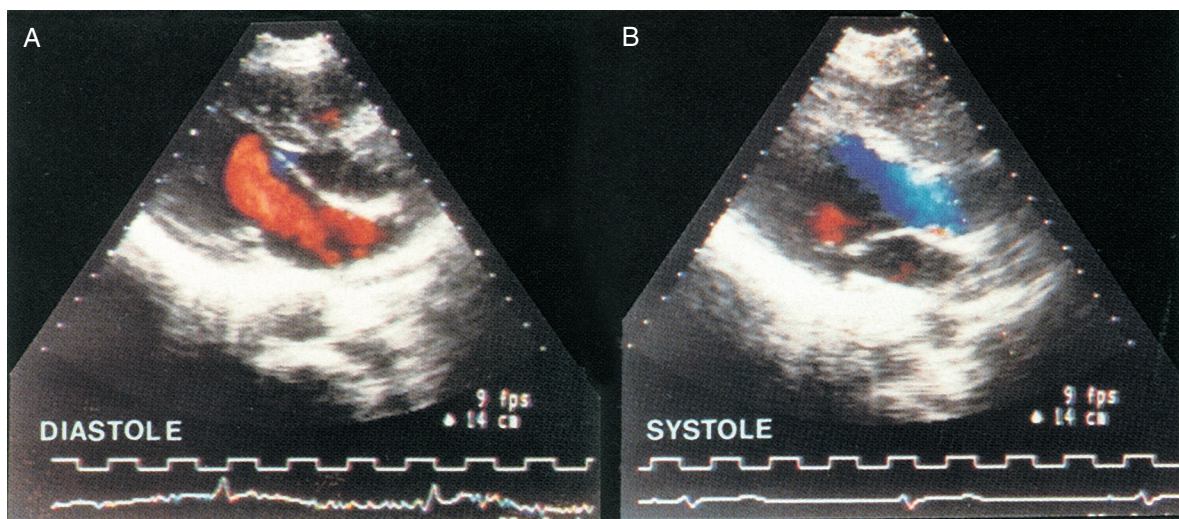 A
9 fps
14 cm
DIASTOLE
B
9 fps
14 cm
SYSTOLE